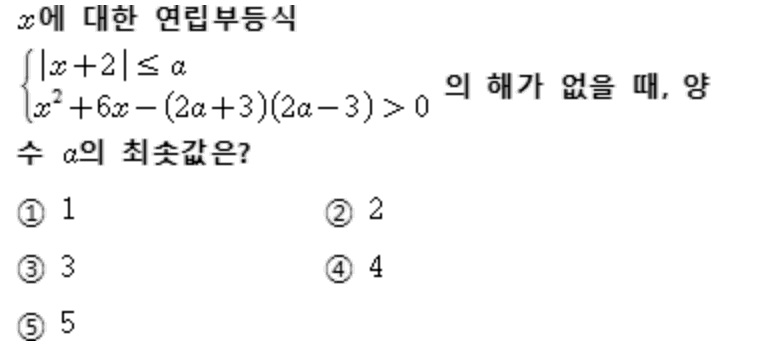 x에 대한 연립부등식
{|x+2| ≤ a
x²+6x-(2a+3)(2a-3) > 0 의 해가 없을 때, 양
수 a의 최솟값은?
① 1 ② 2
③ 3 ④ 4
⑤ 5